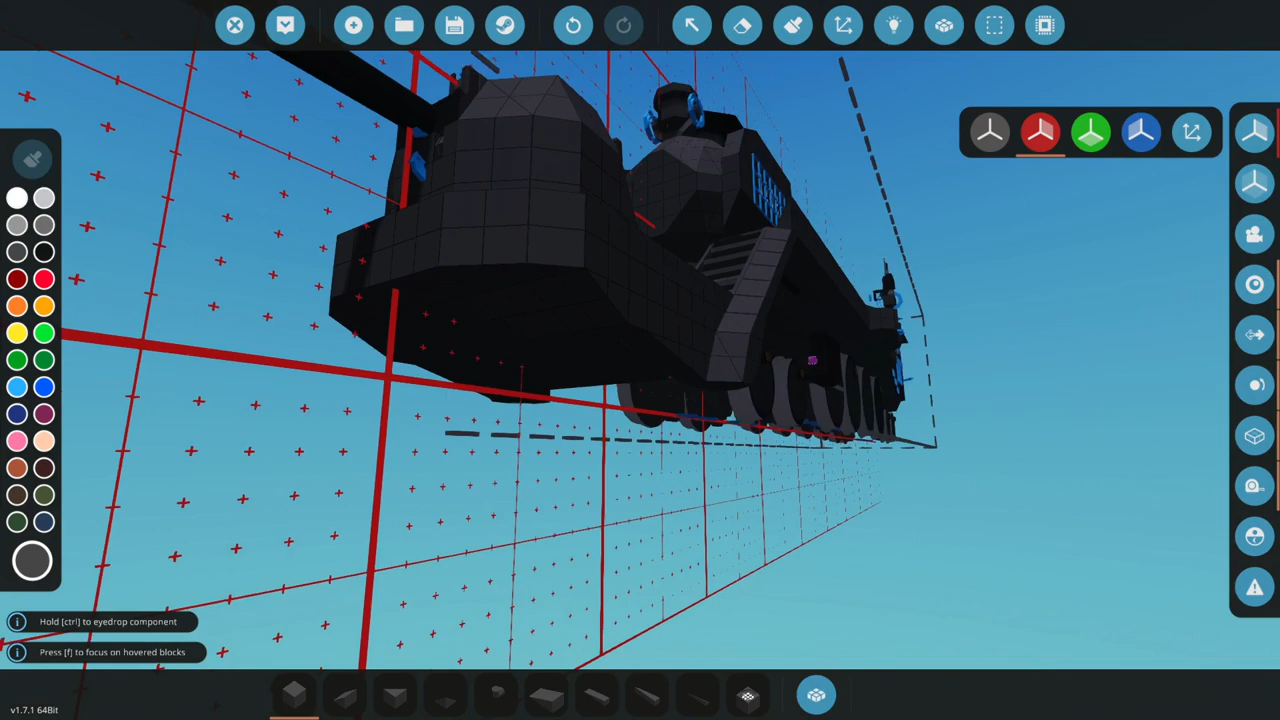 Hold [ctrl] to eyedrop component
Press [f] to focus on hovered blocks
v1.7.1 64Bit